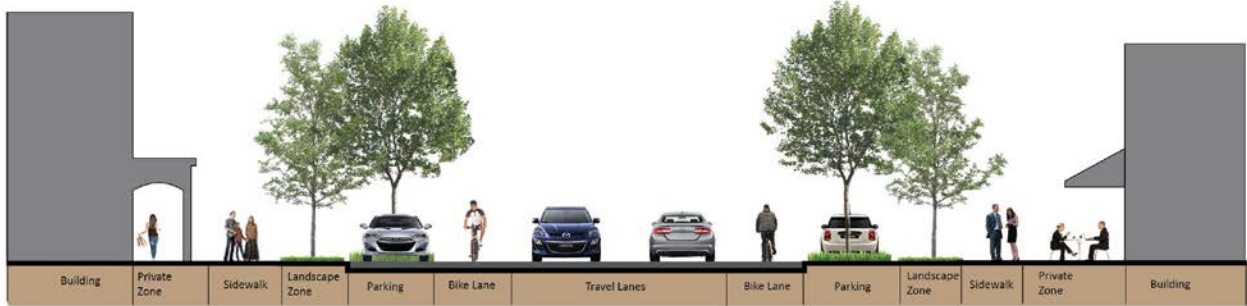 Building
Private
Zone
Sidewalk
Landscape
Zone
Parking
Bike Lane
Travel Lanes
Bike Lane
Parking
Landscape
Zone
Sidewalk
Private
Zone
Building